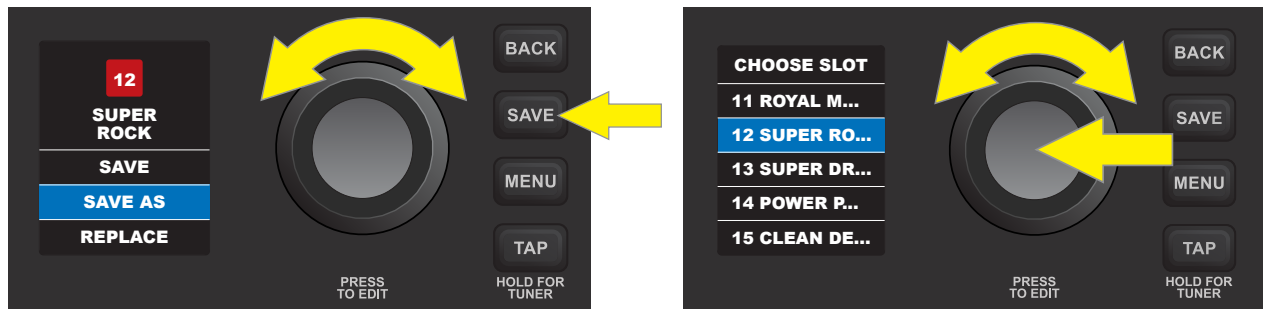 12
SUPER
ROCK
SAVE
SAVE AS
REPLACE
BACK
SAVE
MENU
TAP
PRESS
TO EDIT
HOLD FOR
TUNER
CHOOSE SLOT
11 ROYAL M...
12 SUPER RO...
13 SUPER DR...
14 POWER P...
15 CLEAN DE...
BACK
SAVE
MENU
TAP
PRESS
TO EDIT
HOLD FOR
TUNER